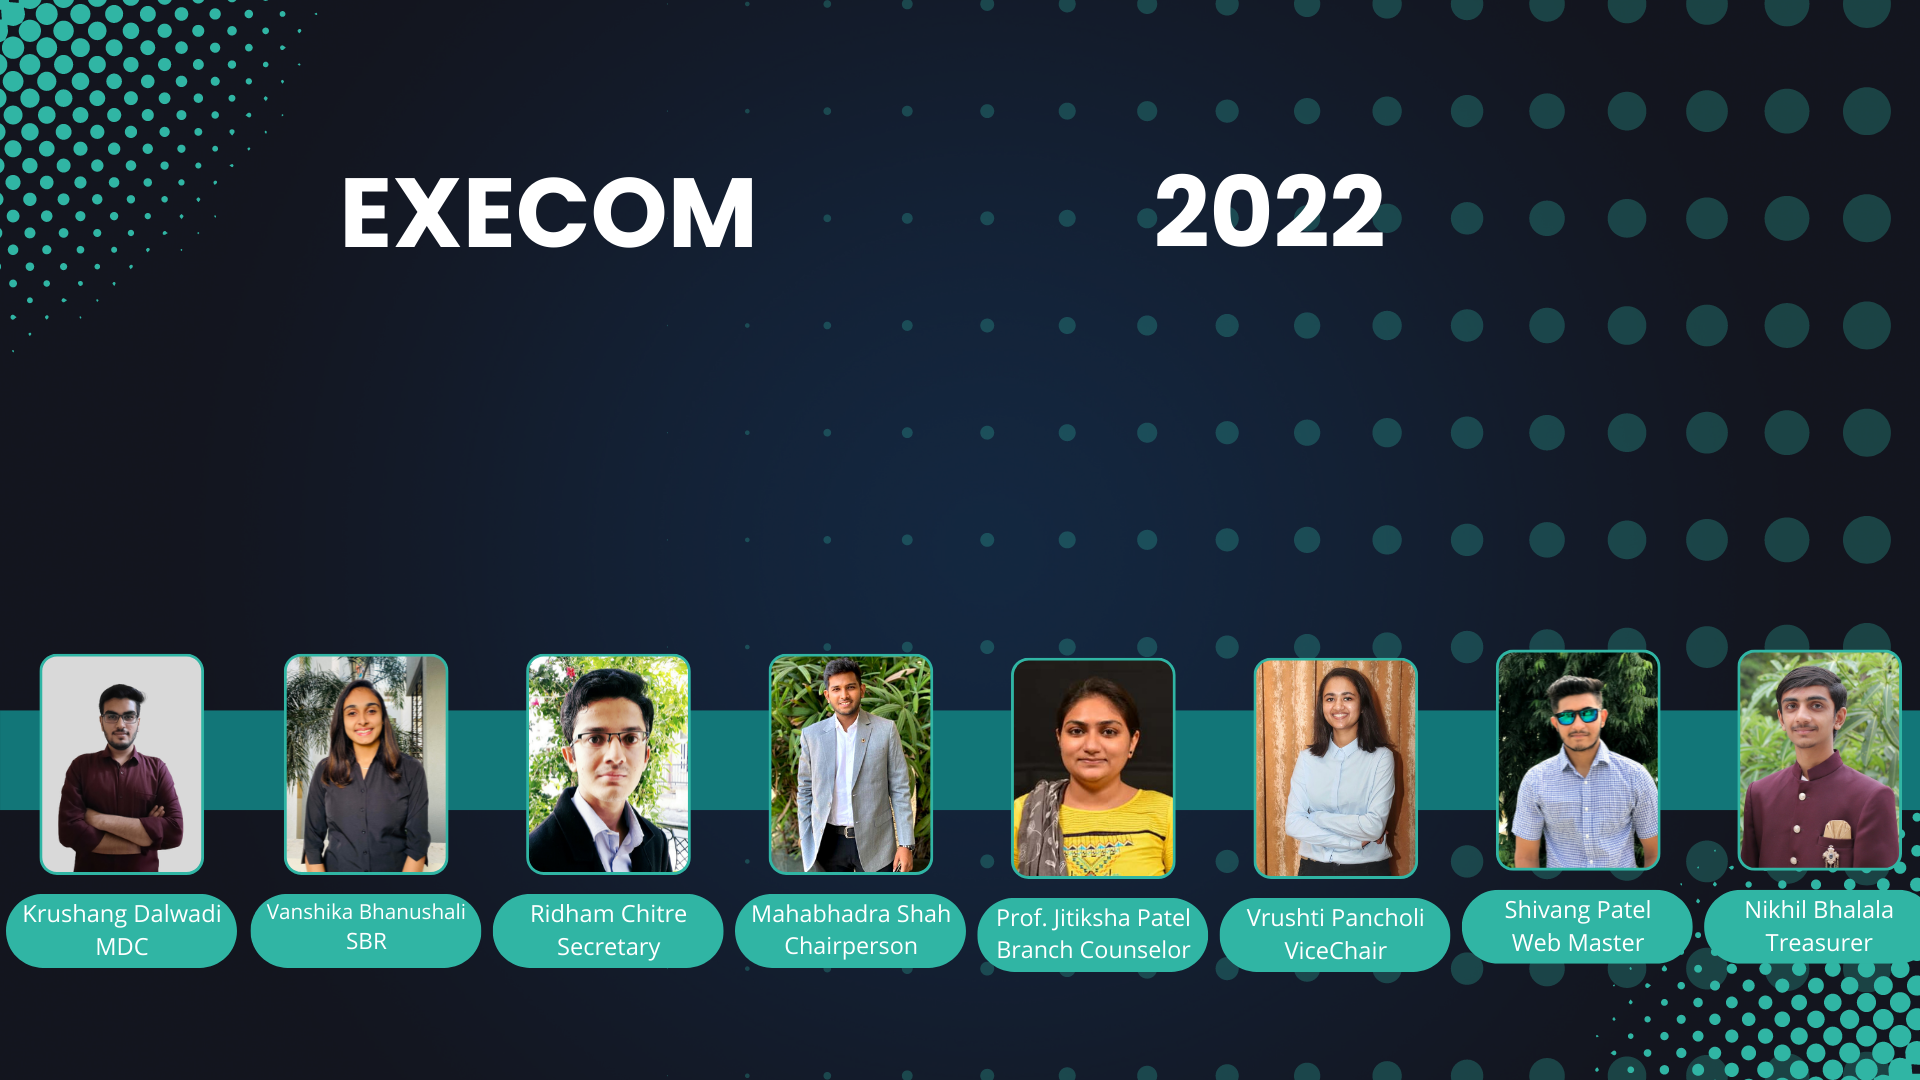 EXECOM 2022
Krushang Dalwadi
MDC
Vanshika Bhanushali
SBR
Ridham Chitre
Secretary
Mahabhadra Shah
Chairperson
Prof. Jitiksha Patel
Branch Counselor
Vrushti Pancholi
ViceChair
Shivang Patel
Web Master
Nikhil Bhalala
Treasurer